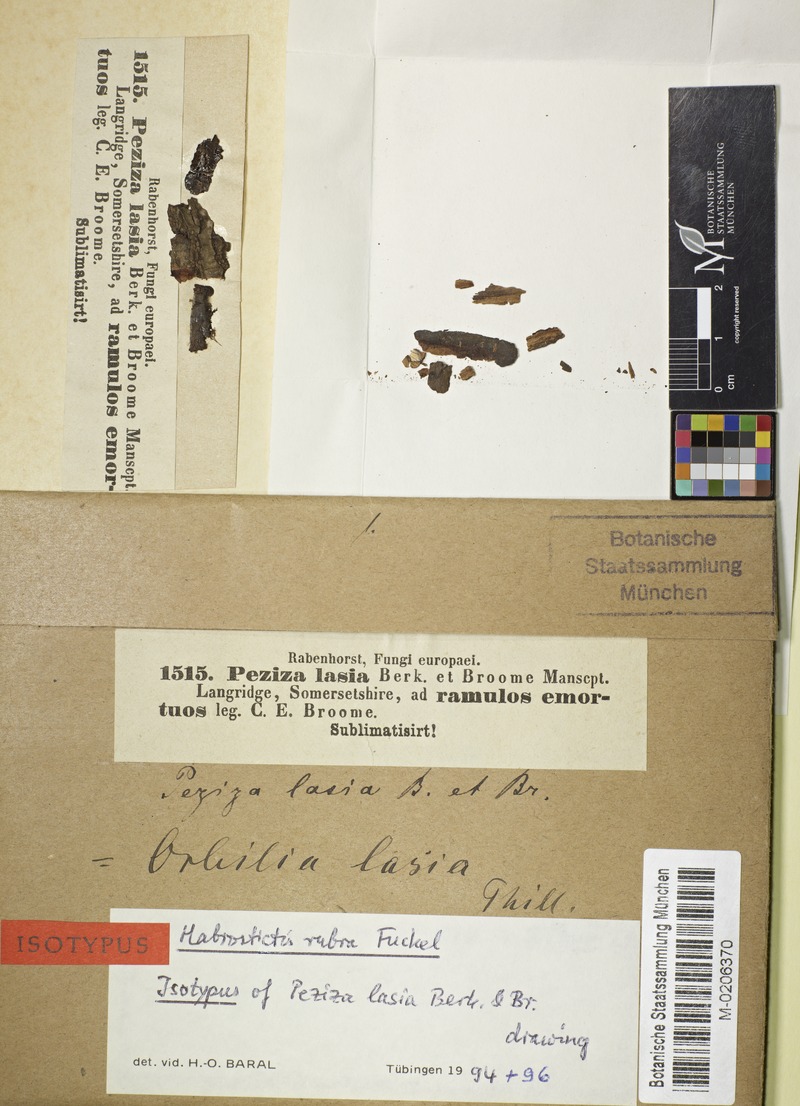 Rabenhorst, Fungi europaei.
1515. Peziza lasia Berk. et Broome Manscpt.
Langridge, Somersetshire, ad ramulos emor-
tuos leg. C. E. Broome.
Sublimatisirt!
BOTANISCHE
STAATSSAMMLUNG
MÜNCHEN
copyright reserved
0 1 2
cm
1.
Botanische
Staatssammlung
München
Rabenhorst, Fungi europaei.
1515. Peziza lasia Berk. et Broome Manscpt.
Langridge, Somersetshire, ad ramulos emor-
tuos leg. C. E. Broome.
Sublimatisirt!
Peziza lasia B. et Br.
= Orbilia lasia
ISOTYPUS
Habrostictis rubra Fuckel
Isotypus of Peziza lasia Berk. & Br.
drawing
det. vid. H.-O. BARAL
Tübingen 19 94 + 96
Botanische Staatssammlung München
M-0206370